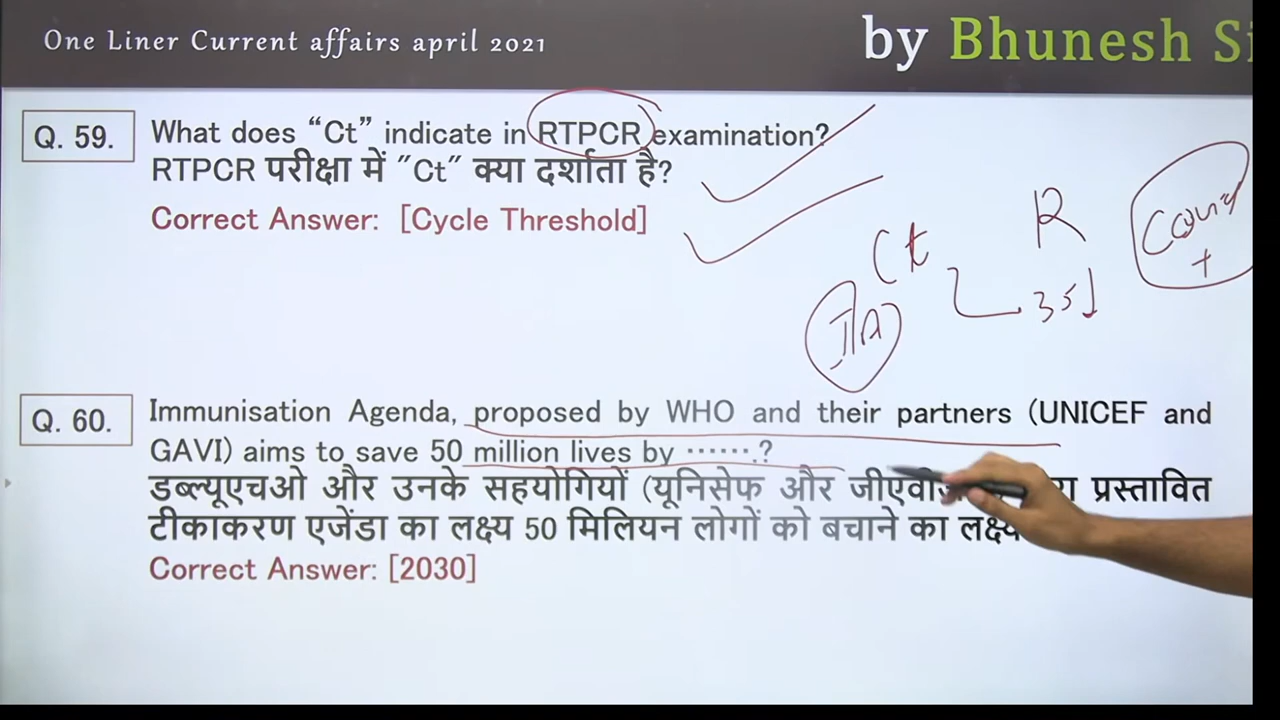 One Liner Current affairs april 2021
by Bhunesh
Q. 59.
What does “Ct” indicate in RTPCR examination?
RTPCR परीक्षा में "Ct" क्या दर्शाता है?
Correct Answer: [Cycle Threshold]
Ct
R
35↓
+
Q. 60.
Immunisation Agenda, proposed by WHO and their partners (UNICEF and
GAVI) aims to save 50 million lives by ⋯⋯.?
डब्ल्यूएचओ और उनके सहयोगियों (यूनिसेफ और प्रस्तावित
टीकाकरण एजेंडा का लक्ष्य 50 मिलियन लोगों को बचाने का लक्ष्य
Correct Answer: [2030]